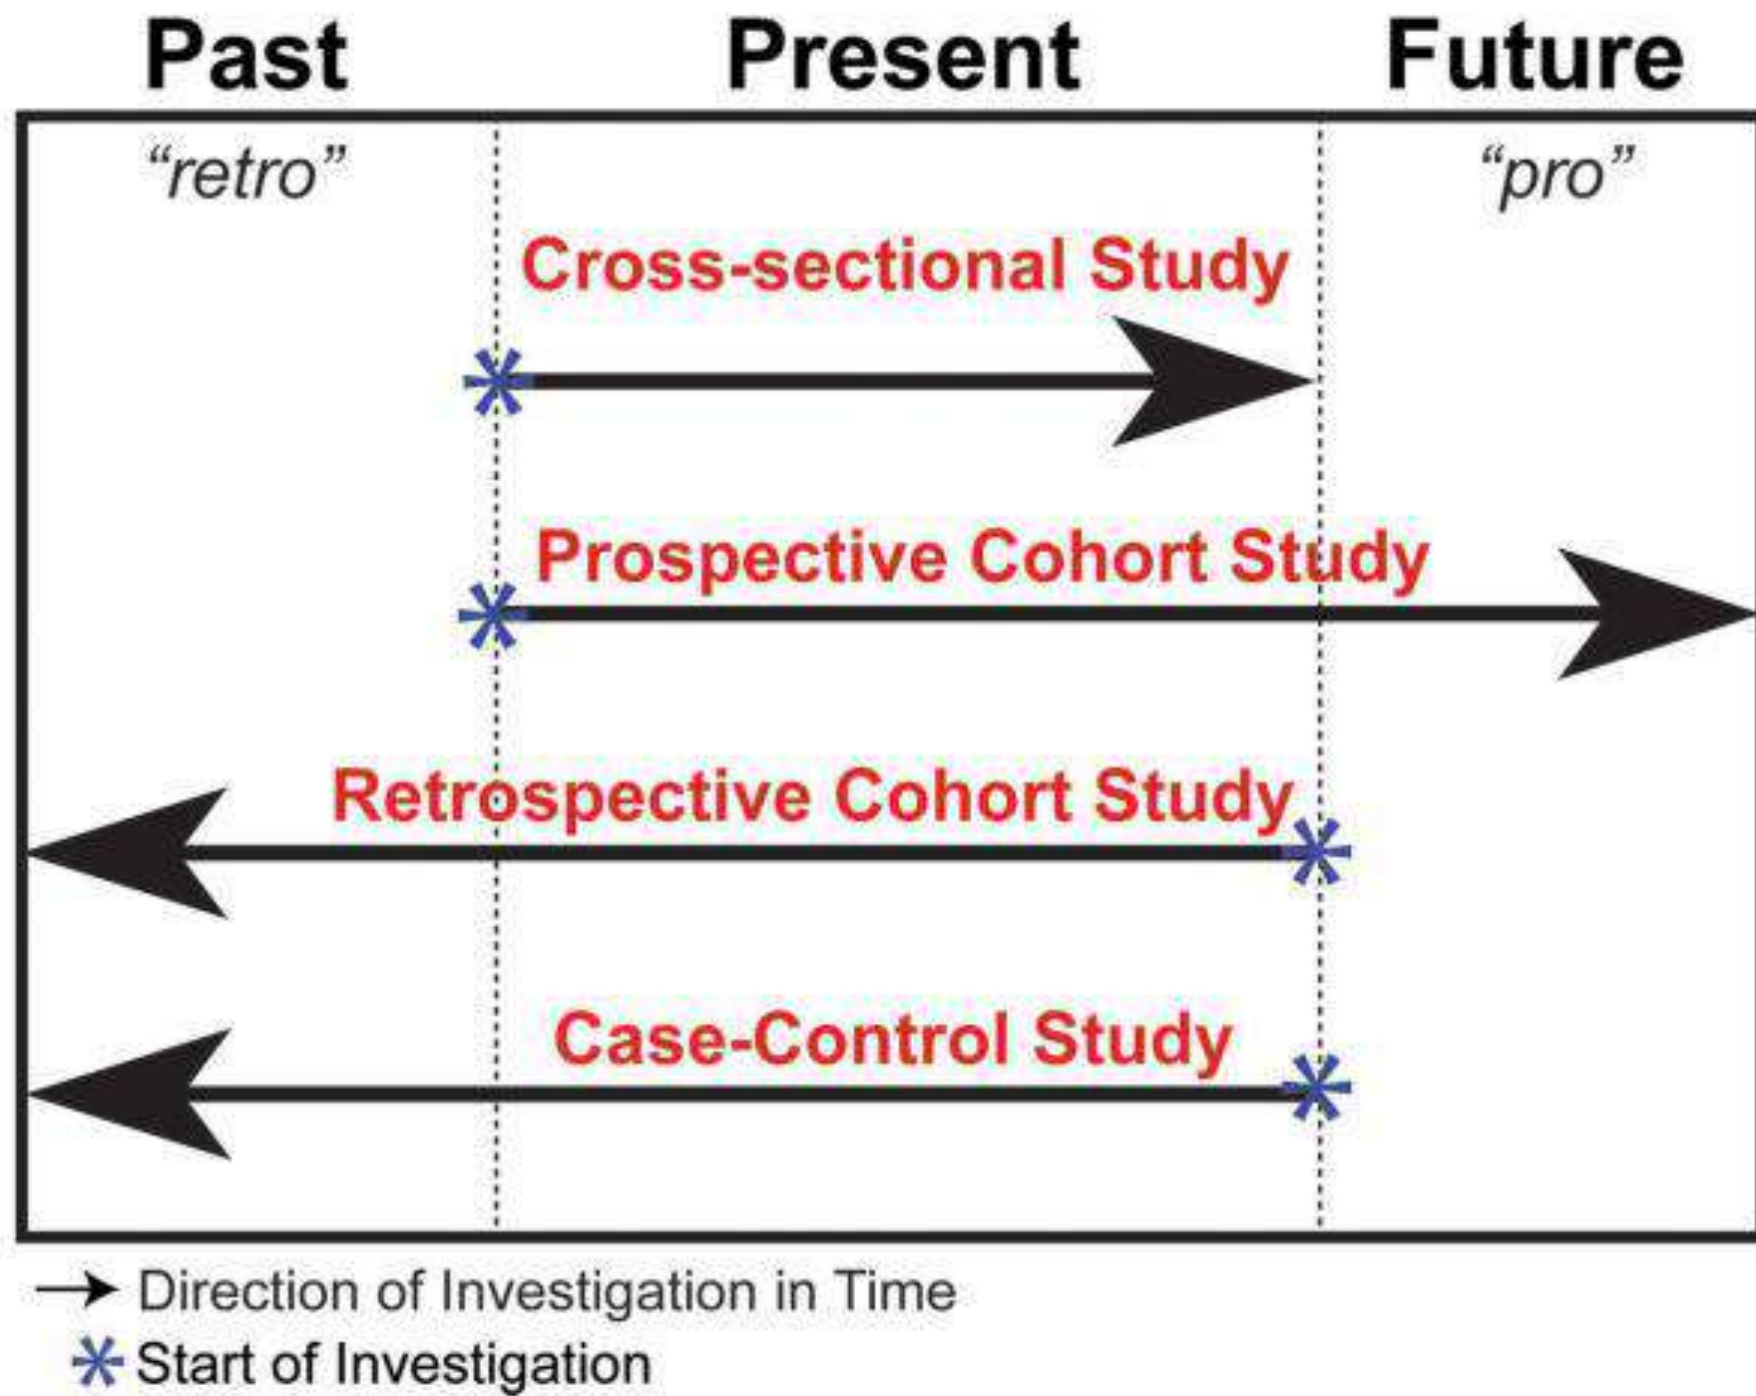 Past Present Future
“retro” “pro”
Cross-sectional Study
Prospective Cohort Study
Retrospective Cohort Study
Case-Control Study
Direction of Investigation in Time
Start of Investigation